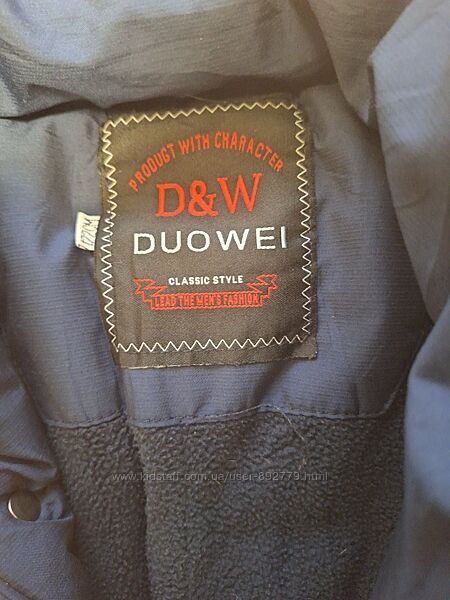 PRODUCT WITH CHARACTER
D&W
DUOWEI
CLASSIC STYLE
LEAD THE MEN'S FASHION
www.kidstaff.com.ua/user-892779.html